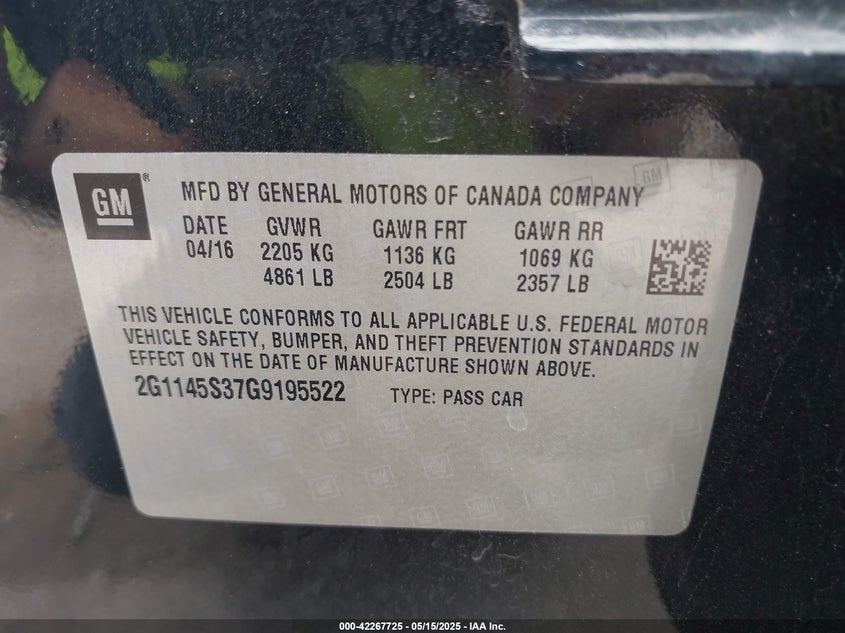 GM ®
MFD BY GENERAL MOTORS OF CANADA COMPANY
DATE GVWR GAWR FRT GAWR RR
04/16 2205 KG 1136 KG 1069 KG
4861 LB 2504 LB 2357 LB
THIS VEHICLE CONFORMS TO ALL APPLICABLE U.S. FEDERAL MOTOR
VEHICLE SAFETY, BUMPER, AND THEFT PREVENTION STANDARDS IN
EFFECT ON THE DATE OF MANUFACTURE SHOWN ABOVE.
2G1145S37G9195522 TYPE: PASS CAR
000-42267725 - 05/15/2025 - IAA Inc.